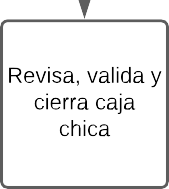 Revisa, valida y
cierra caja
chica